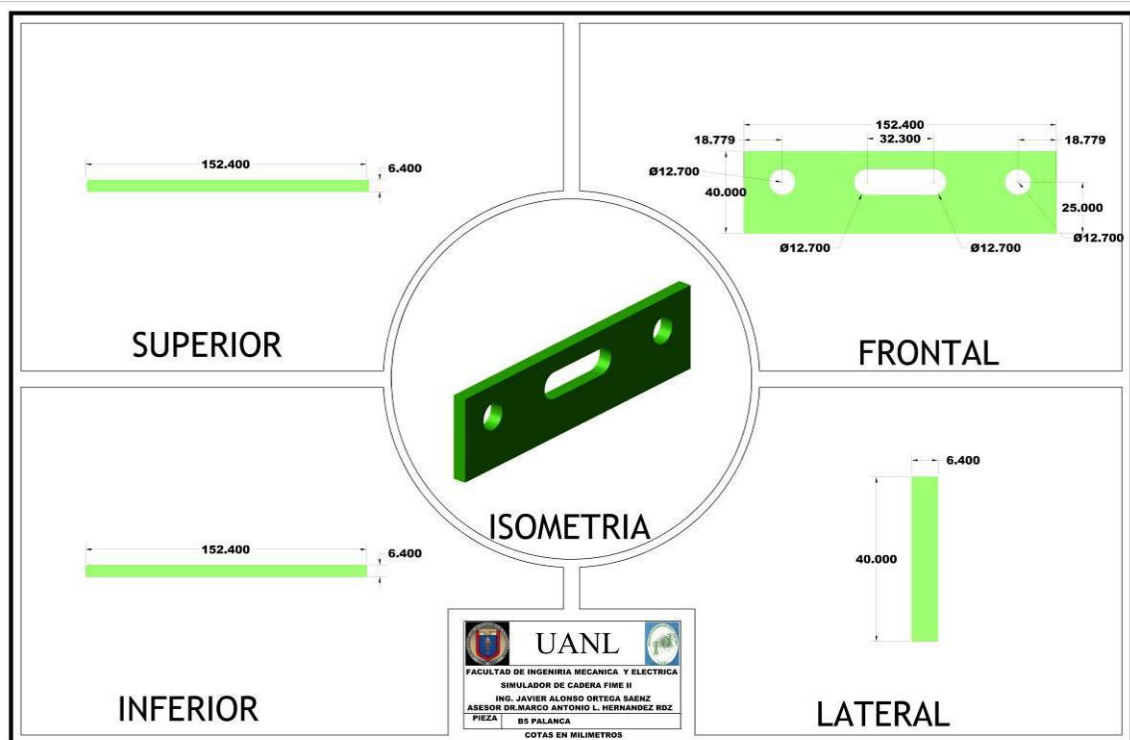 152.400
6.400
SUPERIOR
152.400
32.300
18.779
18.779
Ø12.700
40.000
25.000
Ø12.700
Ø12.700
Ø12.700
FRONTAL
ISOMETRIA
152.400
6.400
INFERIOR
6.400
40.000
LATERAL
UANL
FACULTAD DE INGENIRIA MECANICA Y ELECTRICA
SIMULADOR DE CADERA FIME II
ING. JAVIER ALONSO ORTEGA SAENZ
ASESOR DR.MARCO ANTONIO L. HERNANDEZ RDZ
PIEZA B5 PALANCA
COTAS EN MILIMETROS